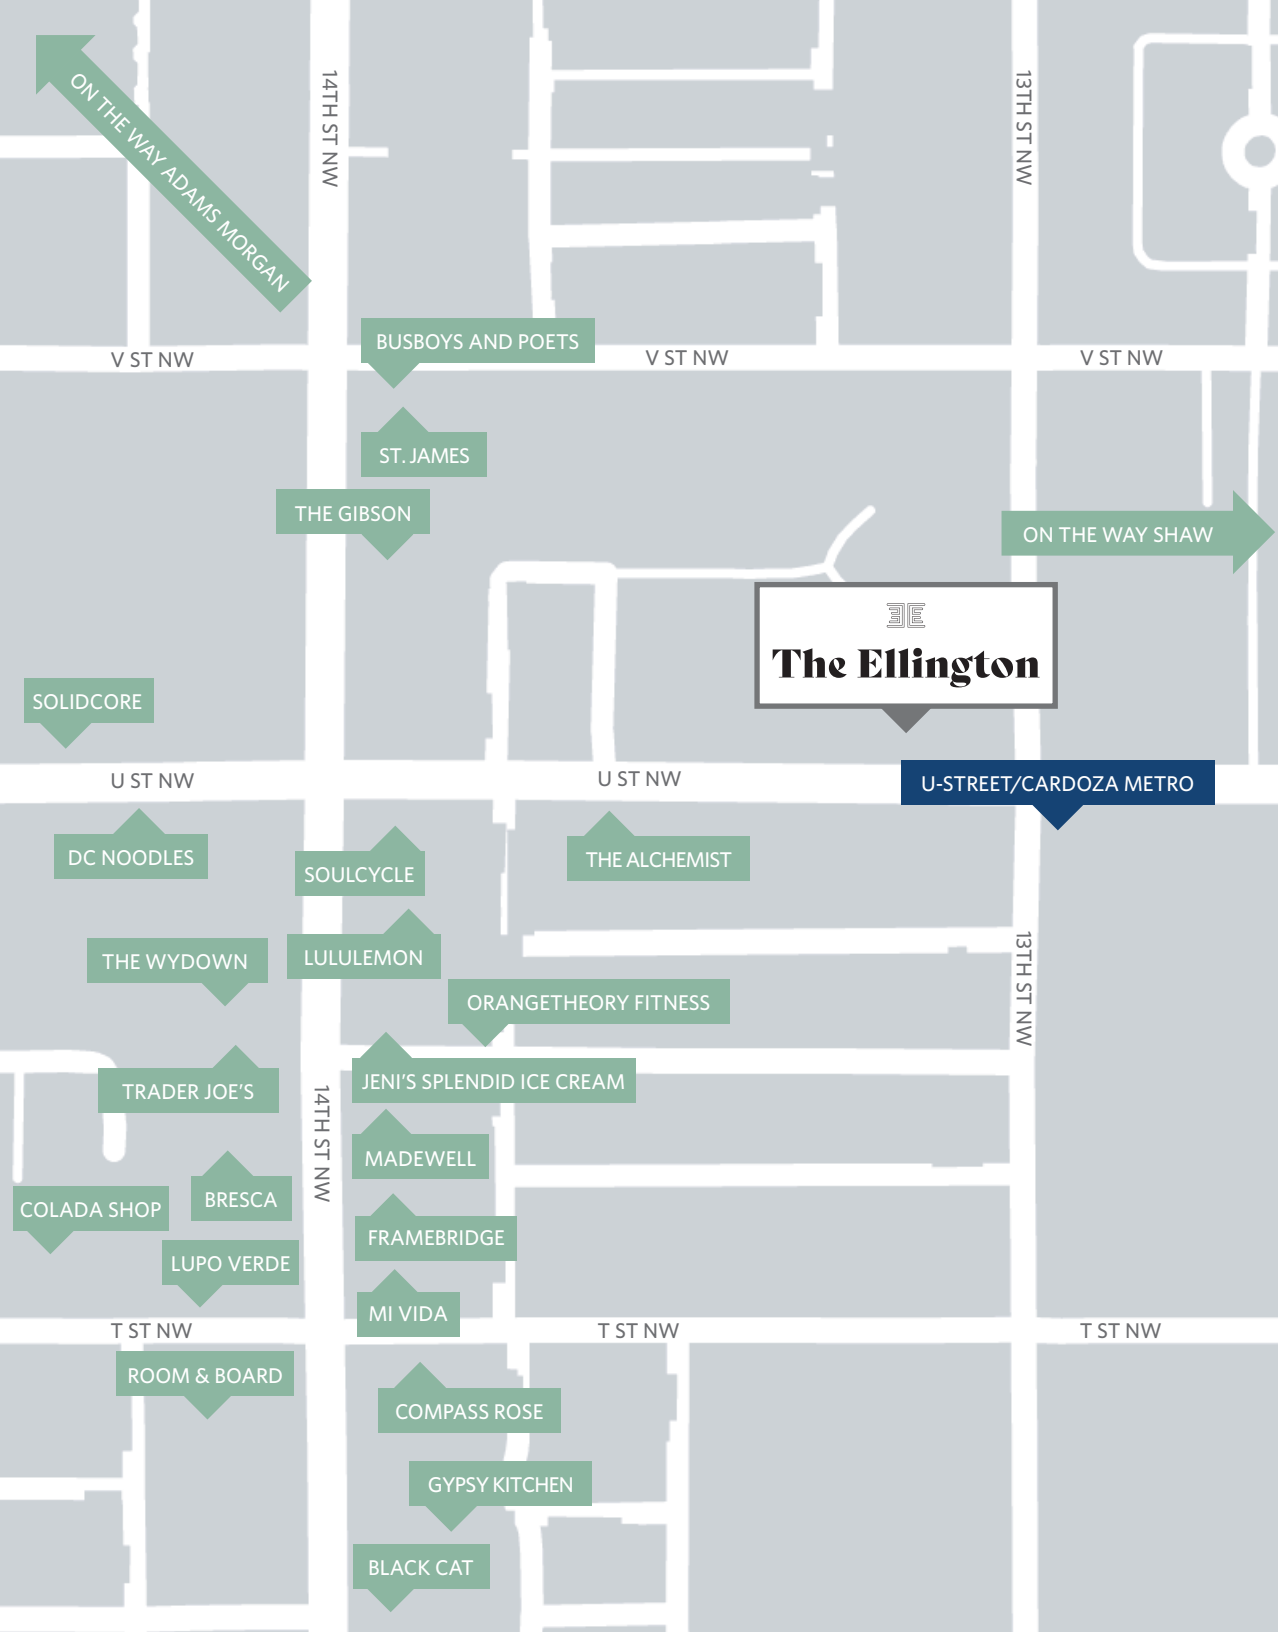 ON THE WAY ADAMS MORGAN
14TH ST NW
13TH ST NW
BUSBOYS AND POETS
V ST NW
V ST NW
V ST NW
ST. JAMES
THE GIBSON
ON THE WAY SHAW
The Ellington
SOLIDCORE
U ST NW
U ST NW
U-STREET/CARDOZA METRO
DC NOODLES
THE ALCHEMIST
SOULCYCLE
THE WYDOWN
LULULEMON
13TH ST NW
ORANGETHEORY FITNESS
JENI'S SPLENDID ICE CREAM
TRADER JOE'S
14TH ST NW
MADEWELL
BRESCA
COLADA SHOP
FRAMEBRIDGE
LUPO VERDE
MI VIDA
T ST NW
T ST NW
T ST NW
ROOM & BOARD
COMPASS ROSE
GYPSY KITCHEN
BLACK CAT